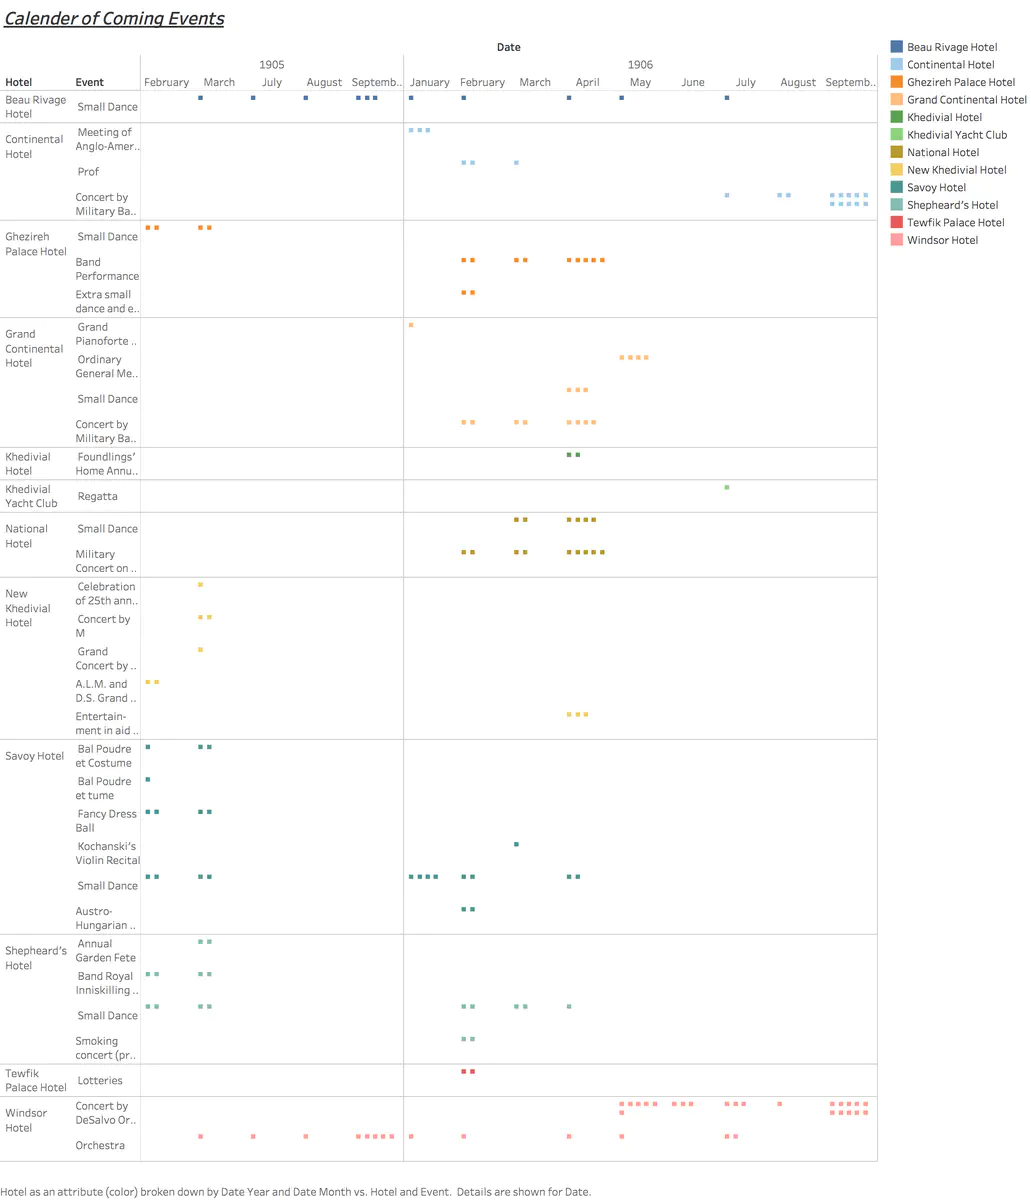 Calender of Coming Events
Date
1905 1906
Hotel Event February March July August Septemb.. January February March April May June July August Septemb..
Beau Rivage
Hotel
Small Dance
Continental
Hotel
Meeting of
Anglo-Amer..
Prof
Concert by
Military Ba..
Ghezireh
Palace Hotel
Small Dance
Band
Performance
Extra small
dance and e..
Grand
Continental
Hotel
Grand
Pianoforte ..
Ordinary
General Me..
Small Dance
Concert by
Military Ba..
Khedivial
Hotel
Foundlings'
Home Annu..
Khedivial
Yacht Club
Regatta
National
Hotel
Small Dance
Military
Concert on ..
New
Khedivial
Hotel
Celebration
of 25th ann..
Concert by
M
Grand
Concert by ..
A.L.M. and
D.S. Grand ..
Entertain-
ment in aid ..
Savoy Hotel
Bal Poudre
et Costume
Bal Poudre
et tume
Fancy Dress
Ball
Kochanski's
Violin Recital
Small Dance
Austro-
Hungarian ..
Shepheard's
Hotel
Annual
Garden Fete
Band Royal
Inniskilling ..
Small Dance
Smoking
concert (pr..
Tewfik
Palace Hotel
Lotteries
Windsor
Hotel
Concert by
DeSalvo Or..
Orchestra
Beau Rivage Hotel
Continental Hotel
Ghezireh Palace Hotel
Grand Continental Hotel
Khedivial Hotel
Khedivial Yacht Club
National Hotel
New Khedivial Hotel
Savoy Hotel
Shepheard's Hotel
Tewfik Palace Hotel
Windsor Hotel
Hotel as an attribute (color) broken down by Date Year and Date Month vs. Hotel and Event.  Details are shown for Date.